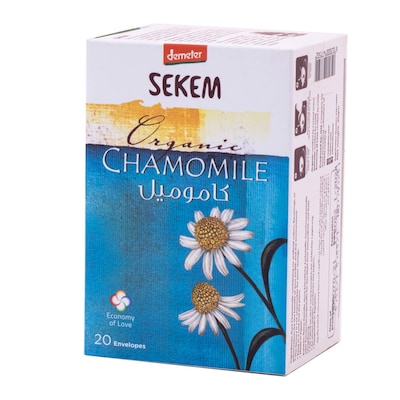 demeter
SEKEM
Organic
CHAMOMILE
كاموميل
Economy
of Love
20 Envelopes